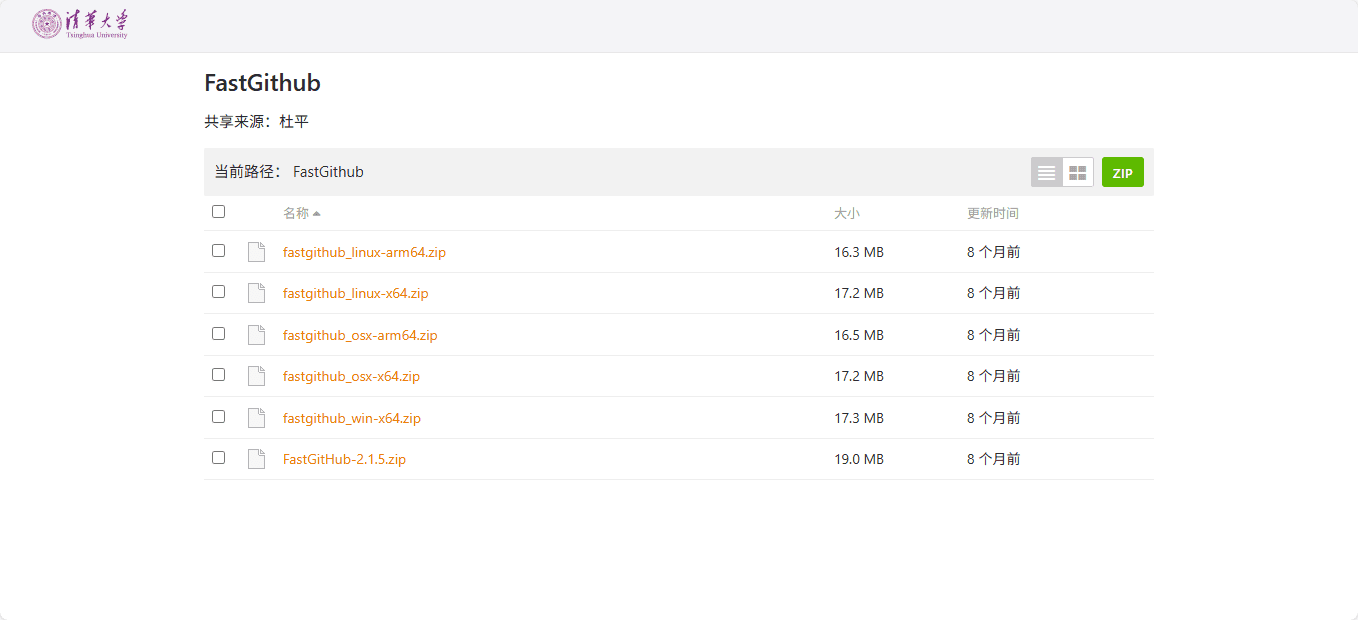 清華大学
Tsinghua University
FastGithub
共享来源：杜平
当前路径： FastGithub
ZIP
名称 大小 更新时间
fastgithub_linux-arm64.zip 16.3 MB 8 个月前
fastgithub_linux-x64.zip 17.2 MB 8 个月前
fastgithub_osx-arm64.zip 16.5 MB 8 个月前
fastgithub_osx-x64.zip 17.2 MB 8 个月前
fastgithub_win-x64.zip 17.3 MB 8 个月前
FastGitHub-2.1.5.zip 19.0 MB 8 个月前